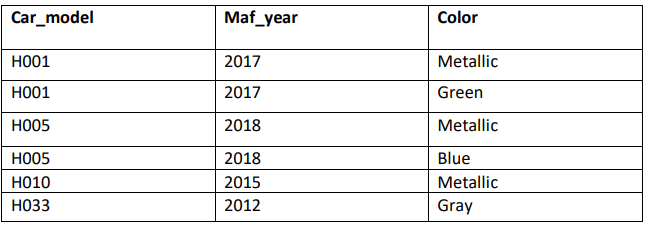 Car_model Maf_year Color
H001 2017 Metallic
H001 2017 Green
H005 2018 Metallic
H005 2018 Blue
H010 2015 Metallic
H033 2012 Gray